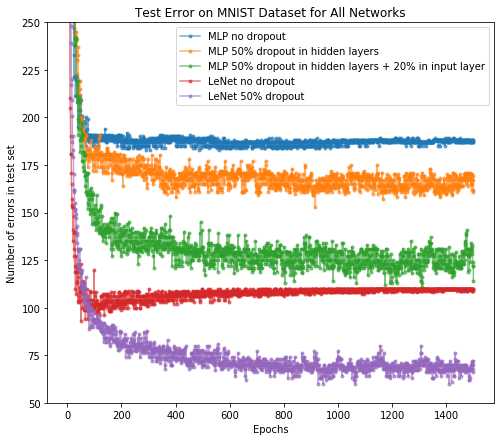 Test Error on MNIST Dataset for All Networks
MLP no dropout
MLP 50% dropout in hidden layers
MLP 50% dropout in hidden layers + 20% in input layer
LeNet no dropout
LeNet 50% dropout
Number of errors in test set
250
225
200
175
150
125
100
75
50
0 200 400 600 800 1000 1200 1400
Epochs